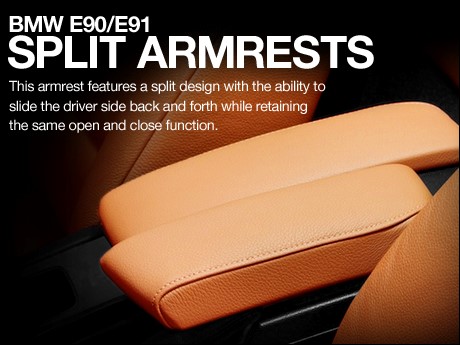 BMW E90/E91
SPLIT ARMRESTS
This armrest features a split design with the ability to
slide the driver side back and forth while retaining
the same open and close function.